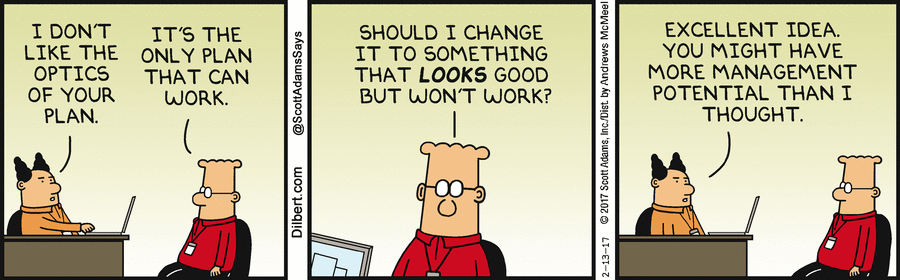 I DON'T
LIKE THE
OPTICS
OF YOUR
PLAN.
IT'S THE
ONLY PLAN
THAT CAN
WORK.
Dilbert.com
@ScottAdamsSays
SHOULD I CHANGE
IT TO SOMETHING
THAT LOOKS GOOD
BUT WON'T WORK?
2-13-17 © 2017 Scott Adams, Inc./Dist. by Andrews McMeel
EXCELLENT IDEA.
YOU MIGHT HAVE
MORE MANAGEMENT
POTENTIAL THAN I
THOUGHT.